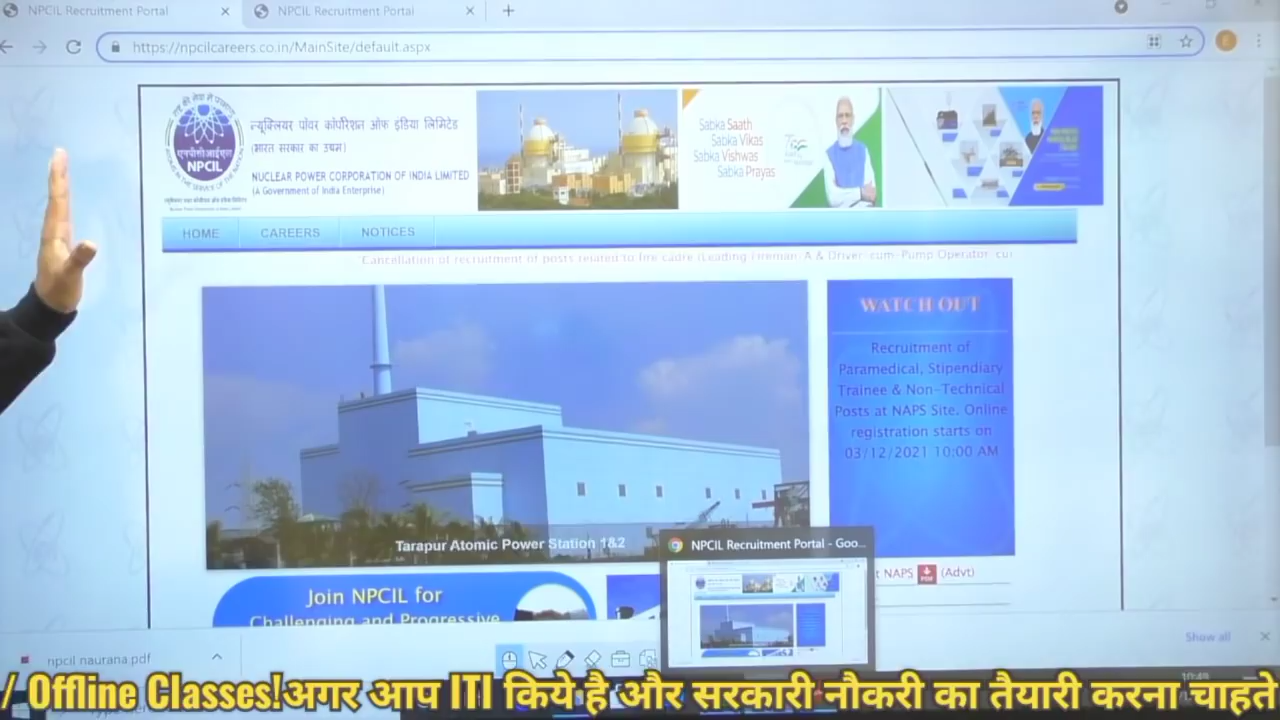 NPCIL Recruitment Portal
NPCIL Recruitment Portal
https://npcilcareers.co.in/MainSite/default.aspx
एनपीसीआईएल
NPCIL
न्यूक्लियर पॉवर कॉर्पोरेशन ऑफ इंडिया लिमिटेड
(भारत सरकार का उद्यम)
NUCLEAR POWER CORPORATION OF INDIA LIMITED
(A Government of India Enterprise)
Sabka Saath
Sabka Vikas
Sabka Vishwas
Sabka Prayas
HOME
CAREERS
NOTICES
"Cancellation of recruitment of posts related to fire cadre (Leading Fireman/A & Driver-cum-Pump Operator-cu
WATCH OUT
Recruitment of
Paramedical, Stipendiary
Trainee & Non-Technical
Posts at NAPS Site. Online
registration starts on
03/12/2021 10:00 AM
Tarapur Atomic Power Station 1&2
NPCIL Recruitment Portal - Goo...
t NAPS PDF (Advt)
Join NPCIL for
Challenging and Progressive
Show all
npcil naurana.pdf
/ Offline Classes!अगर आप ITI किये है और सरकारी नौकरी का तैयारी करना चाहते